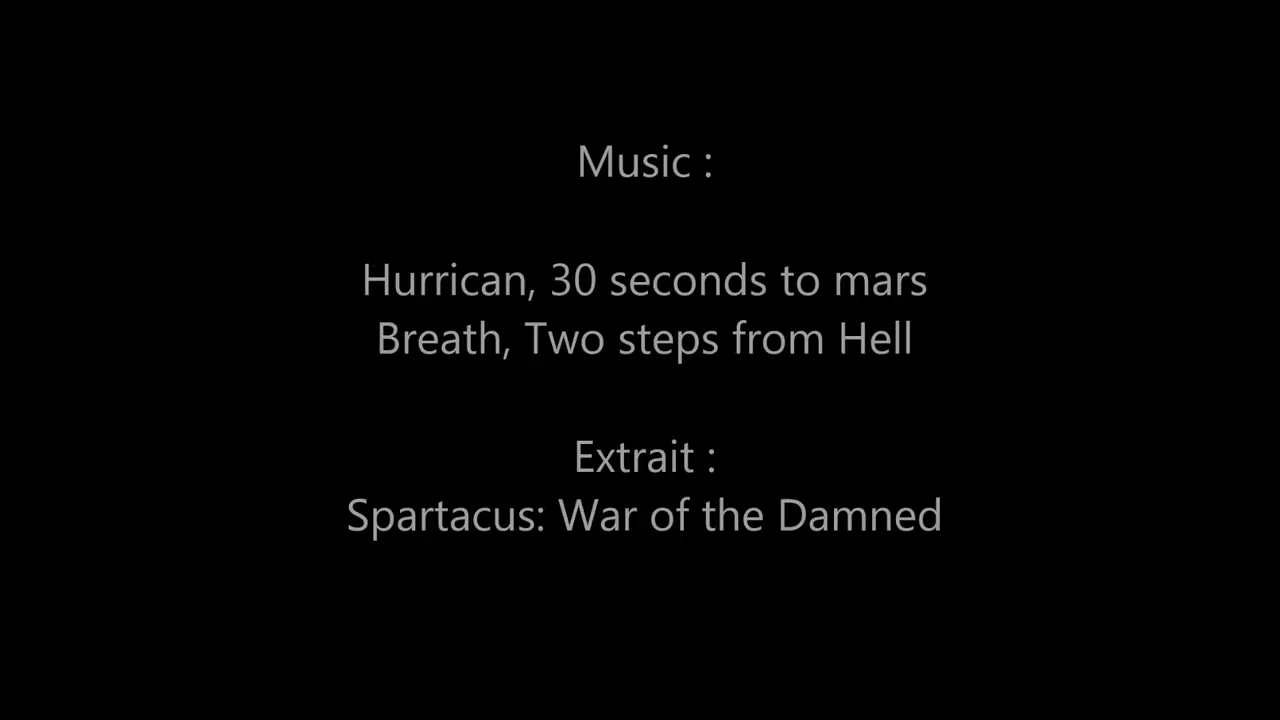 Music :
Hurrican, 30 seconds to mars
Breath, Two steps from Hell
Extrait :
Spartacus: War of the Damned